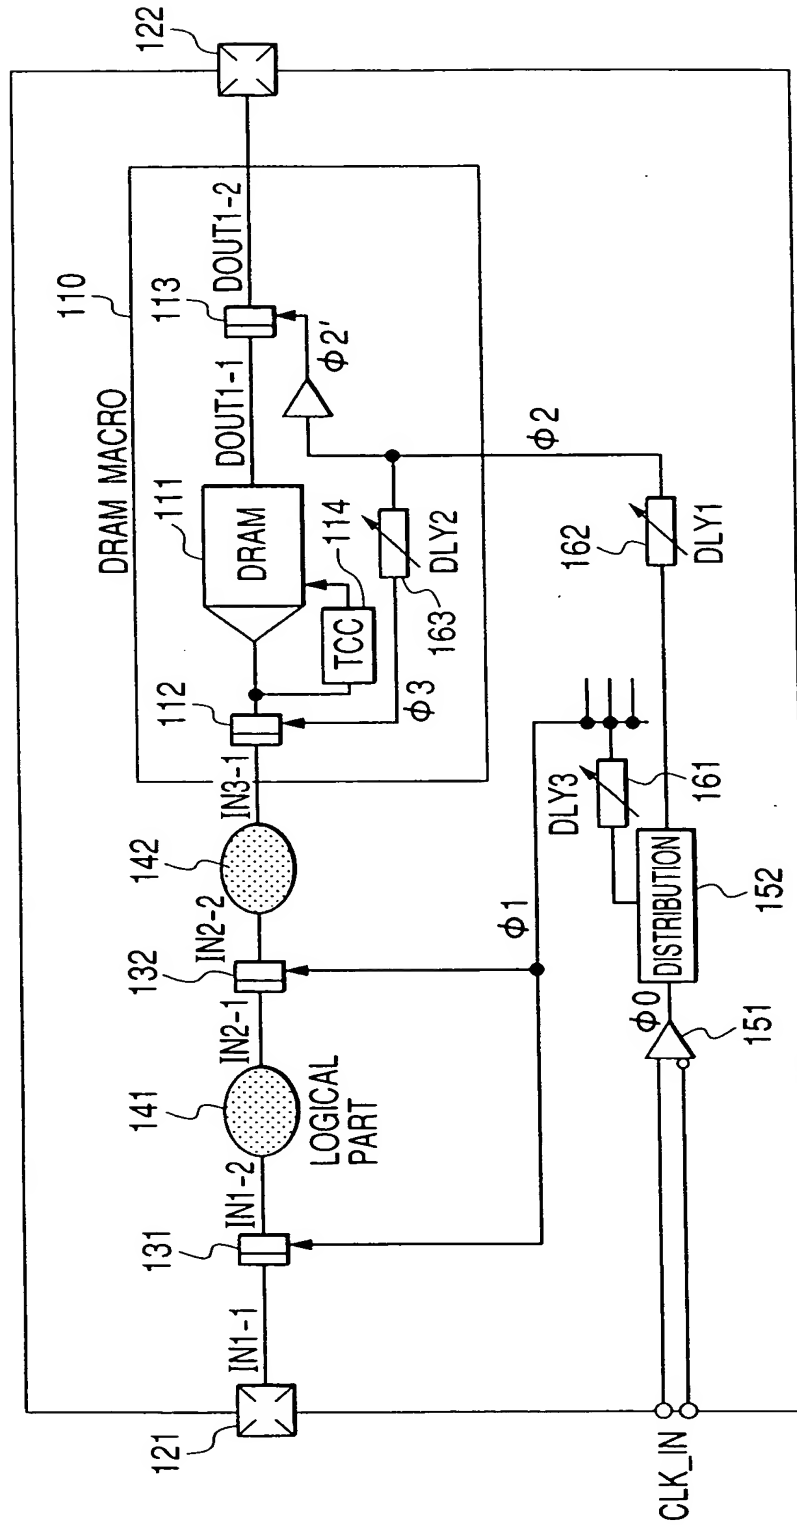 122
110
DRAM MACRO
113
DOUT1-2
DOUT1-1
ϕ2'
111
DRAM
114
TCC
DLY2
163
ϕ3
112
IN3-1
142
IN2-2
132
IN2-1
141
LOGICAL
PART
IN1-2
131
IN1-1
121
ϕ2
162
DLY1
ϕ1
DLY3
161
DISTRIBUTION
152
ϕ0
151
CLK_IN